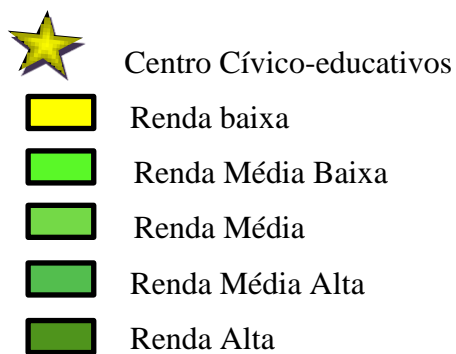 Centro Cívico-educativos
Renda baixa
Renda Média Baixa
Renda Média
Renda Média Alta
Renda Alta